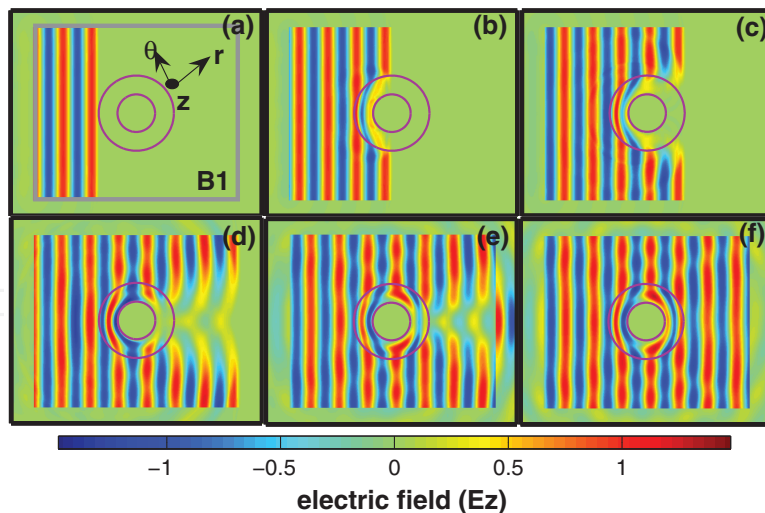 (a)
θ
r
z
B1
(b)
(c)
(d)
(e)
(f)
−1
−0.5
0
0.5
1
electric field (Ez)